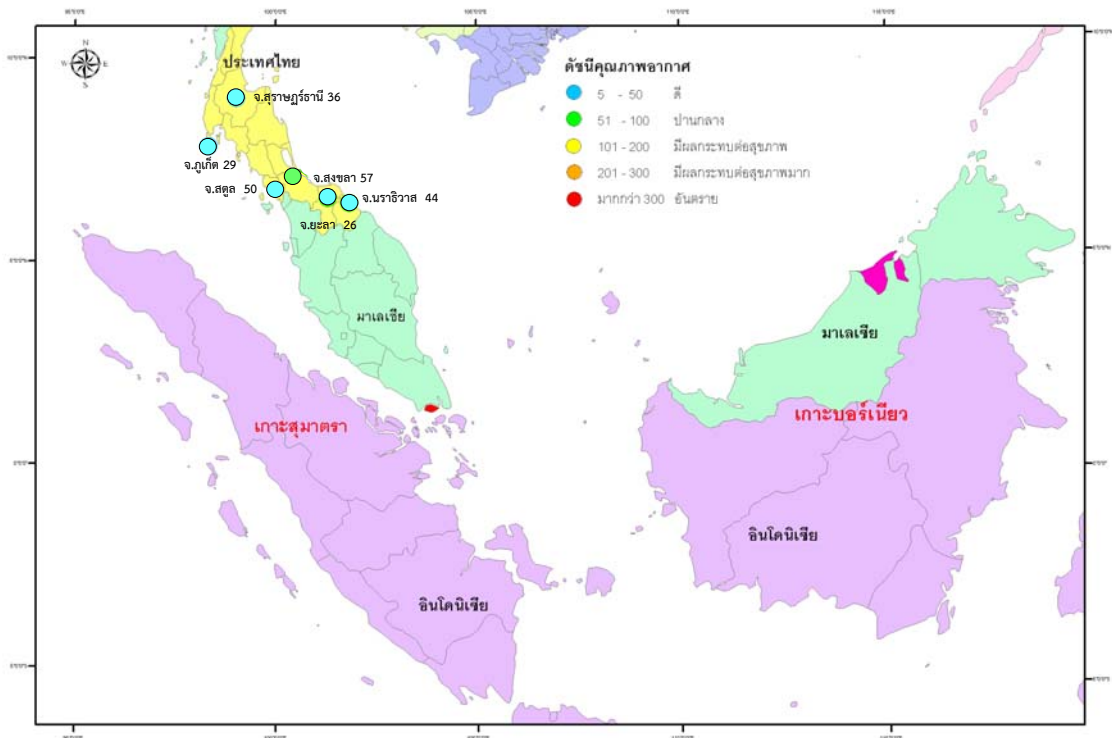 N
W
E
S
ประเทศไทย
จ.สุราษฎร์ธานี 36
จ.ภูเก็ต 29
จ.สงขลา 57
จ.สตูล 50
จ.นราธิวาส 44
จ.ยะลา 26
ดัชนีคุณภาพอากาศ
5 - 50 ดี
51 - 100 ปานกลาง
101 - 200 มีผลกระทบต่อสุขภาพ
201 - 300 มีผลกระทบต่อสุขภาพมาก
มากกว่า 300 อันตราย
มาเลเซีย
มาเลเซีย
เกาะสุมาตรา
เกาะบอร์เนียว
อินโดนิเซีย
อินโดนิเซีย